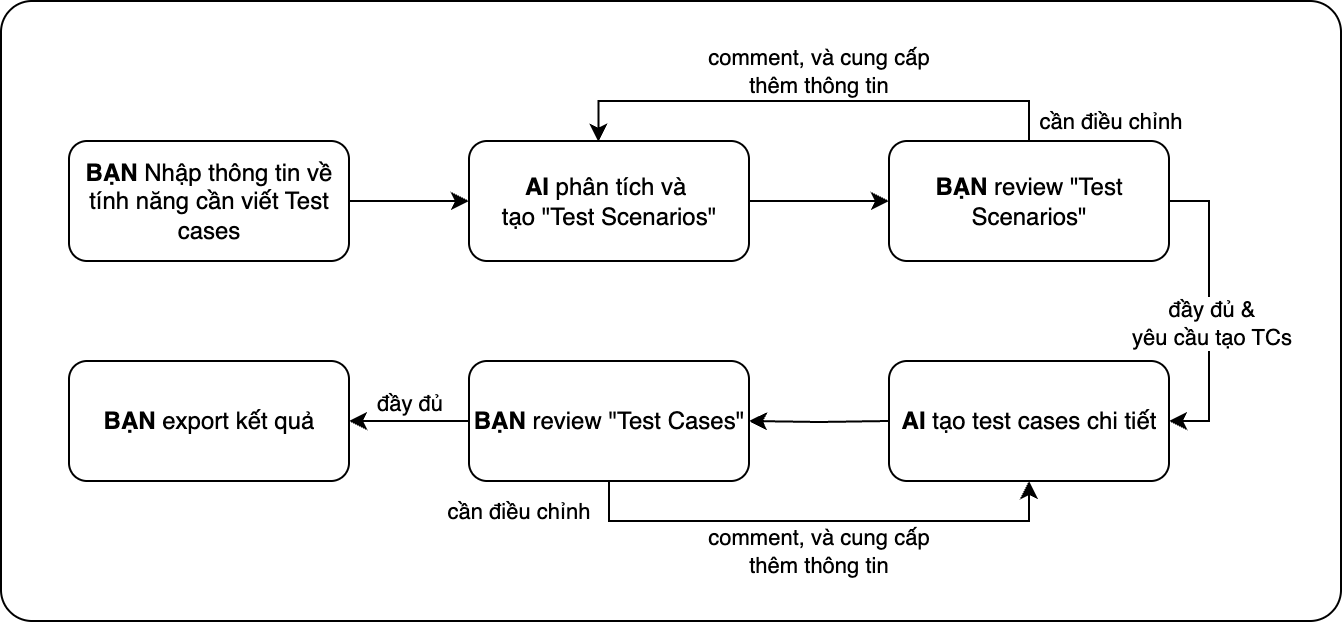 comment, và cung cấp
thêm thông tin
cần điều chỉnh
BẠN Nhập thông tin về
tính năng cần viết Test
cases
AI phân tích và
tạo "Test Scenarios"
BẠN review "Test
Scenarios"
đầy đủ &
yêu cầu tạo TCs
BẠN export kết quả
đầy đủ
BẠN review "Test Cases"
AI tạo test cases chi tiết
cần điều chỉnh
comment, và cung cấp
thêm thông tin